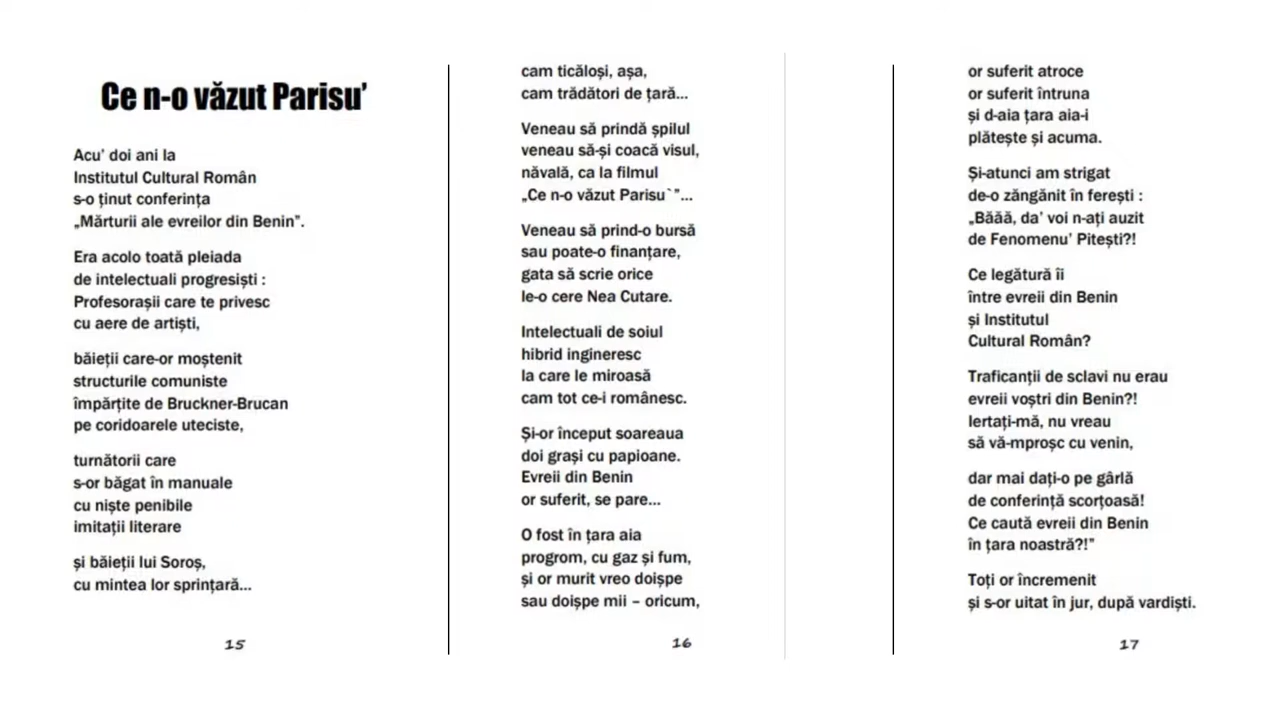 Ce n-o văzut Parisu’
Acu’ doi ani la
Institutul Cultural Român
s-o ținut conferința
„Mărturii ale evreilor din Benin”.
Era acolo toată pleiada
de intelectuali progresiști :
Profesorașii care te privesc
cu aere de artiști,
băieții care-or moștenit
structurile comuniste
împărțite de Bruckner-Brucan
pe coridoarele uteciste,
turnătorii care
s-or băgat în manuale
cu niște penibile
imitații literare
și băieții lui Soroș,
cu mintea lor sprințară...
15
cam ticăloși, așa,
cam trădători de țară...
Veneau să prindă șpilul
veneau să-și coacă visul,
năvală, ca la filmul
„Ce n-o văzut Parisu`”...
Veneau să prind-o bursă
sau poate-o finanțare,
gata să scrie orice
le-o cere Nea Cutare.
Intelectuali de soiul
hibrid ingineresc
la care le miroasă
cam tot ce-i românesc.
Și-or început soareaua
doi grași cu papioane.
Evreii din Benin
or suferit, se pare...
O fost în țara aia
progrom, cu gaz și fum,
și or murit vreo doișpe
sau doișpe mii – oricum,
16
or suferit atroce
or suferit întruna
și d-aia țara aia-i
plătește și acuma.
Și-atunci am strigat
de-o zăngănit în ferești :
„Băăă, da’ voi n-ați auzit
de Fenomenu’ Pitești?!
Ce legătură îi
între evreii din Benin
și Institutul
Cultural Român?
Traficanții de sclavi nu erau
evreii voștri din Benin?!
Iertați-mă, nu vreau
să vă-mproșc cu venin,
dar mai dați-o pe gârlă
de conferință scorțoasă!
Ce caută evreii din Benin
în țara noastră?!”
Toți or încremenit
și s-or uitat în jur, după vardiști.
17